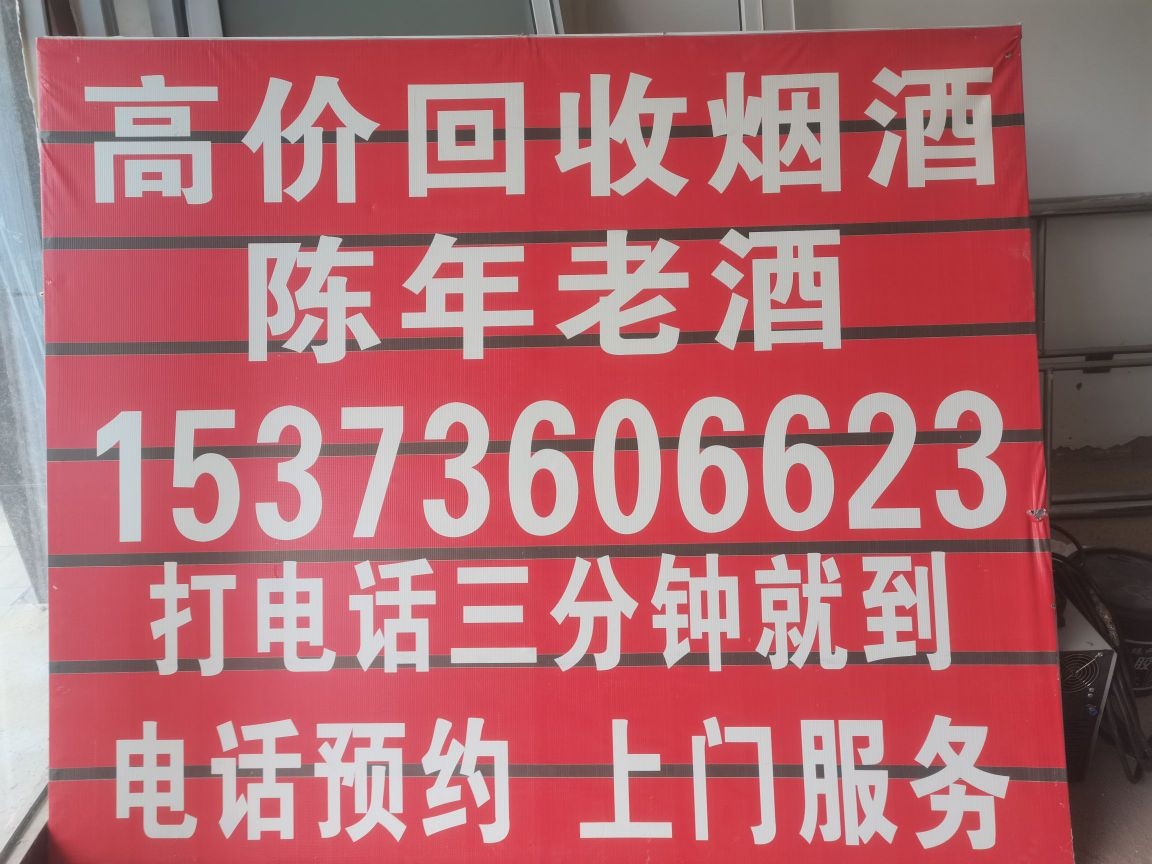 高价回收烟酒
陈年老酒
15373606623
打电话三分钟就到
电话预约 上门服务